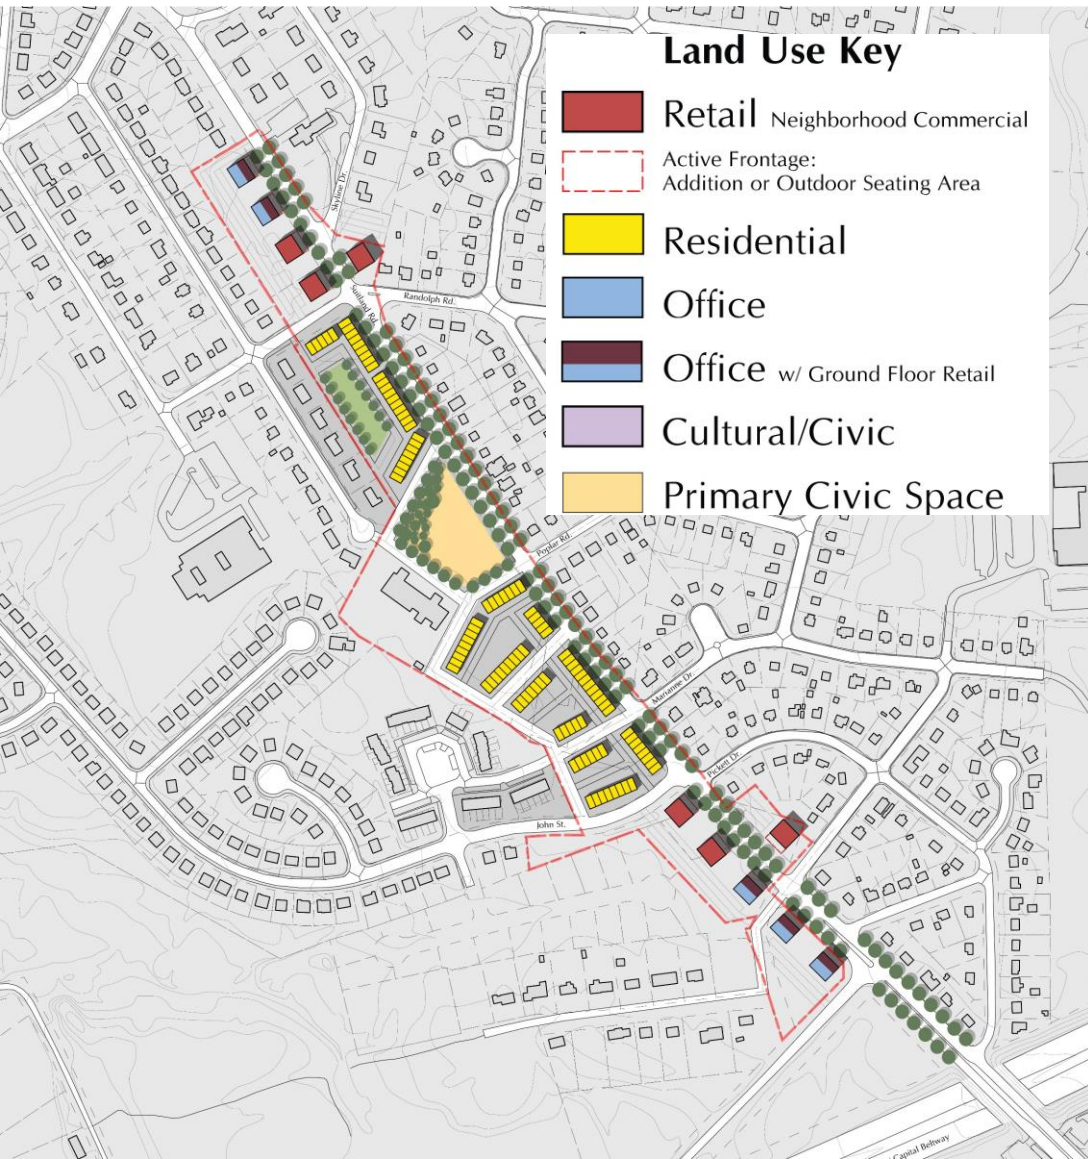 Land Use Key
Retail Neighborhood Commercial
Active Frontage:
Addition or Outdoor Seating Area
Residential
Office
Office w/ Ground Floor Retail
Cultural/Civic
Primary Civic Space
Skyline Dr.
Suitland Rd.
Randolph Rd.
Poplar Rd.
Marianne Dr.
Pickett Dr.
John St.
Capital Beltway